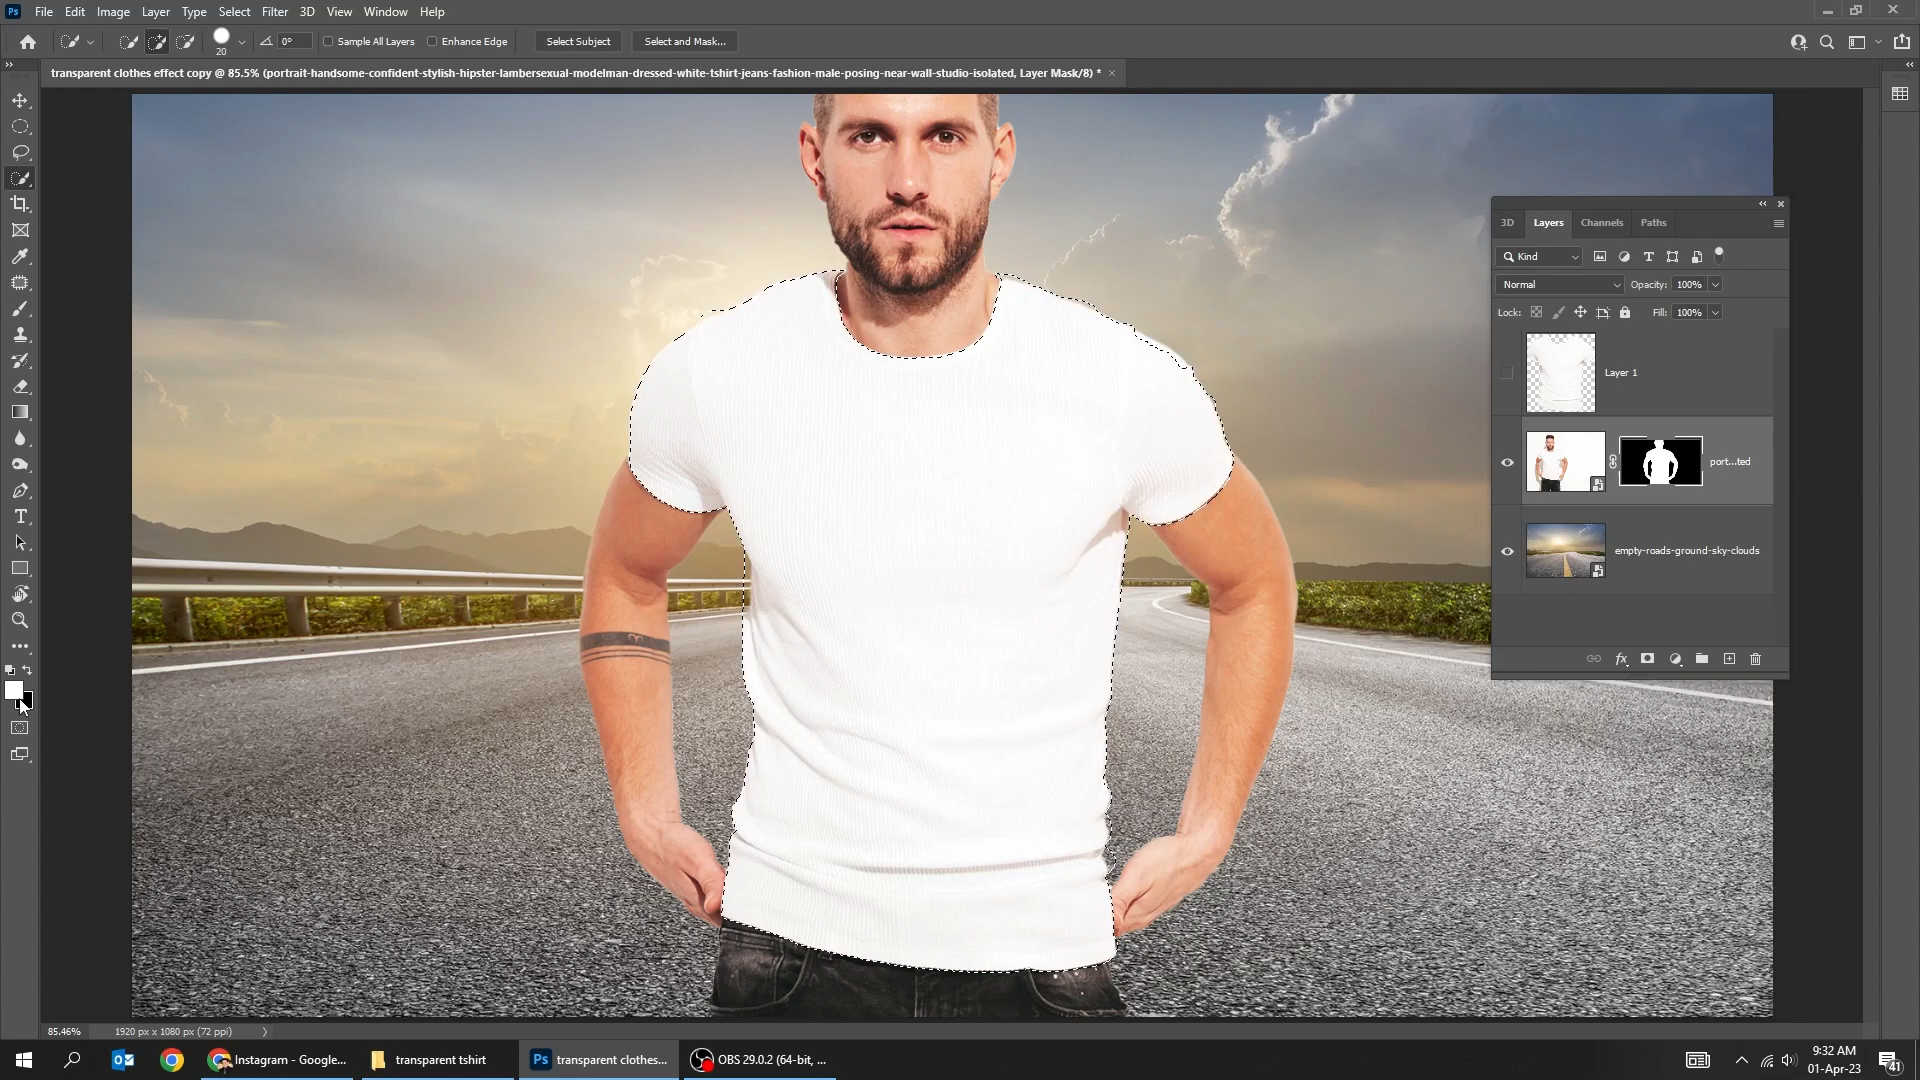 Ps File Edit Image Layer Type Select Filter 3D View Window Help
20 0° Sample All Layers Enhance Edge Select Subject Select and Mask...
transparent clothes effect copy @ 85.5% (portrait-handsome-confident-stylish-hipster-lambersexual-modelman-dressed-white-tshirt-jeans-fashion-male-posing-near-wall-studio-isolated, Layer Mask/8) *
3D Layers Channels Paths
Kind
Normal Opacity: 100%
Lock: Fill: 100%
Layer 1
port...ted
empty-roads-ground-sky-clouds
fx
85.46% 1920 px x 1080 px (72 ppi)
Instagram - Google... transparent tshirt Ps transparent clothes... OBS 29.0.2 (64-bit, ...
9:32 AM
01-Apr-23
41